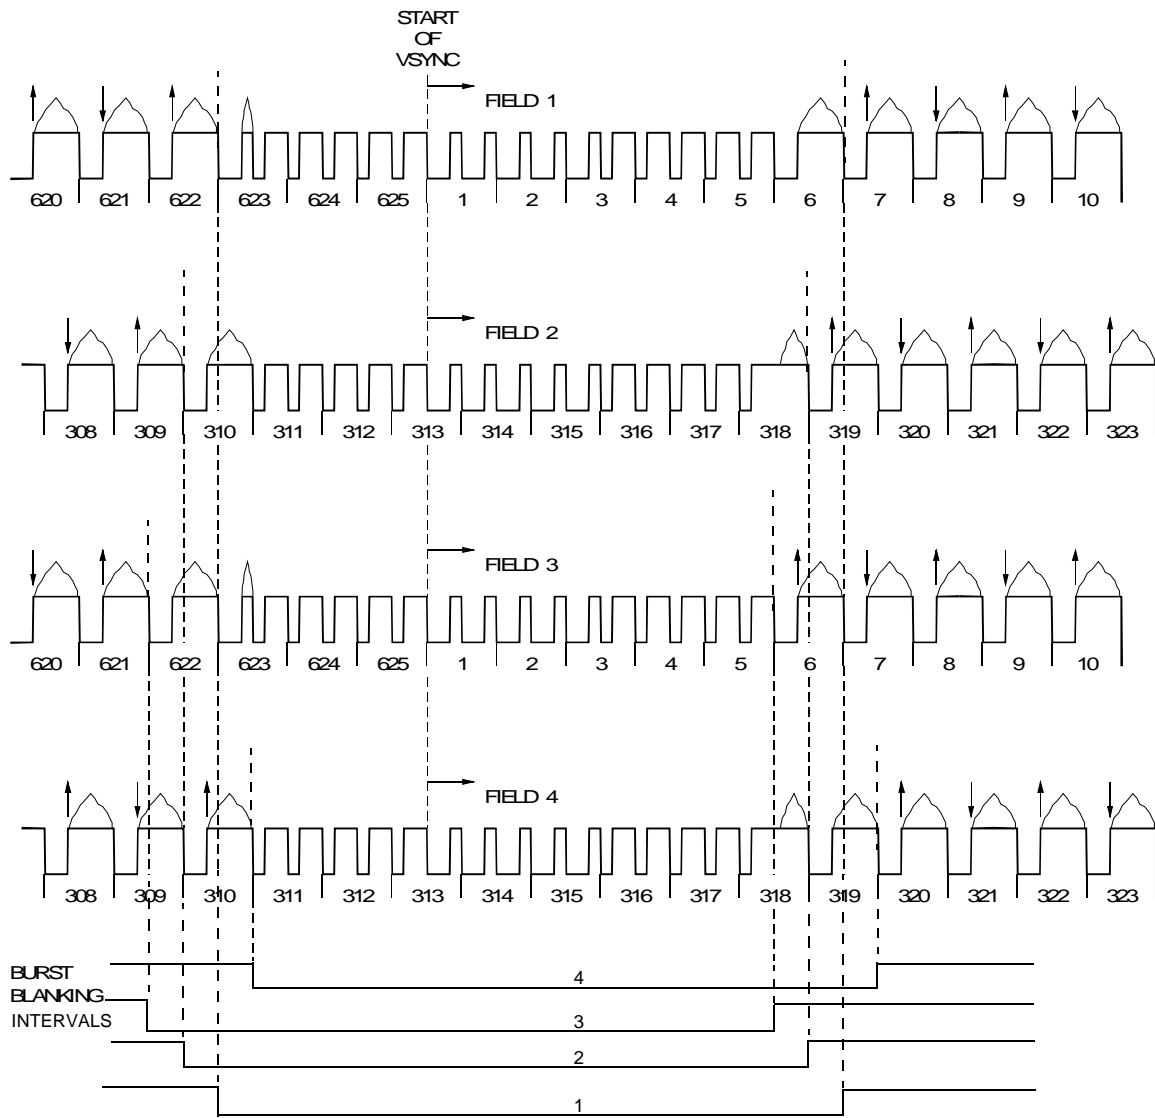 START
OF
VSYNC
FIELD 1
620 621 622 623 624 625 1 2 3 4 5 6 7 8 9 10
FIELD 2
308 309 310 311 312 313 314 315 316 317 318 319 320 321 322 323
FIELD 3
620 621 622 623 624 625 1 2 3 4 5 6 7 8 9 10
FIELD 4
308 309 310 311 312 313 314 315 316 317 318 319 320 321 322 323
BURST
BLANKING
INTERVALS
4
3
2
1